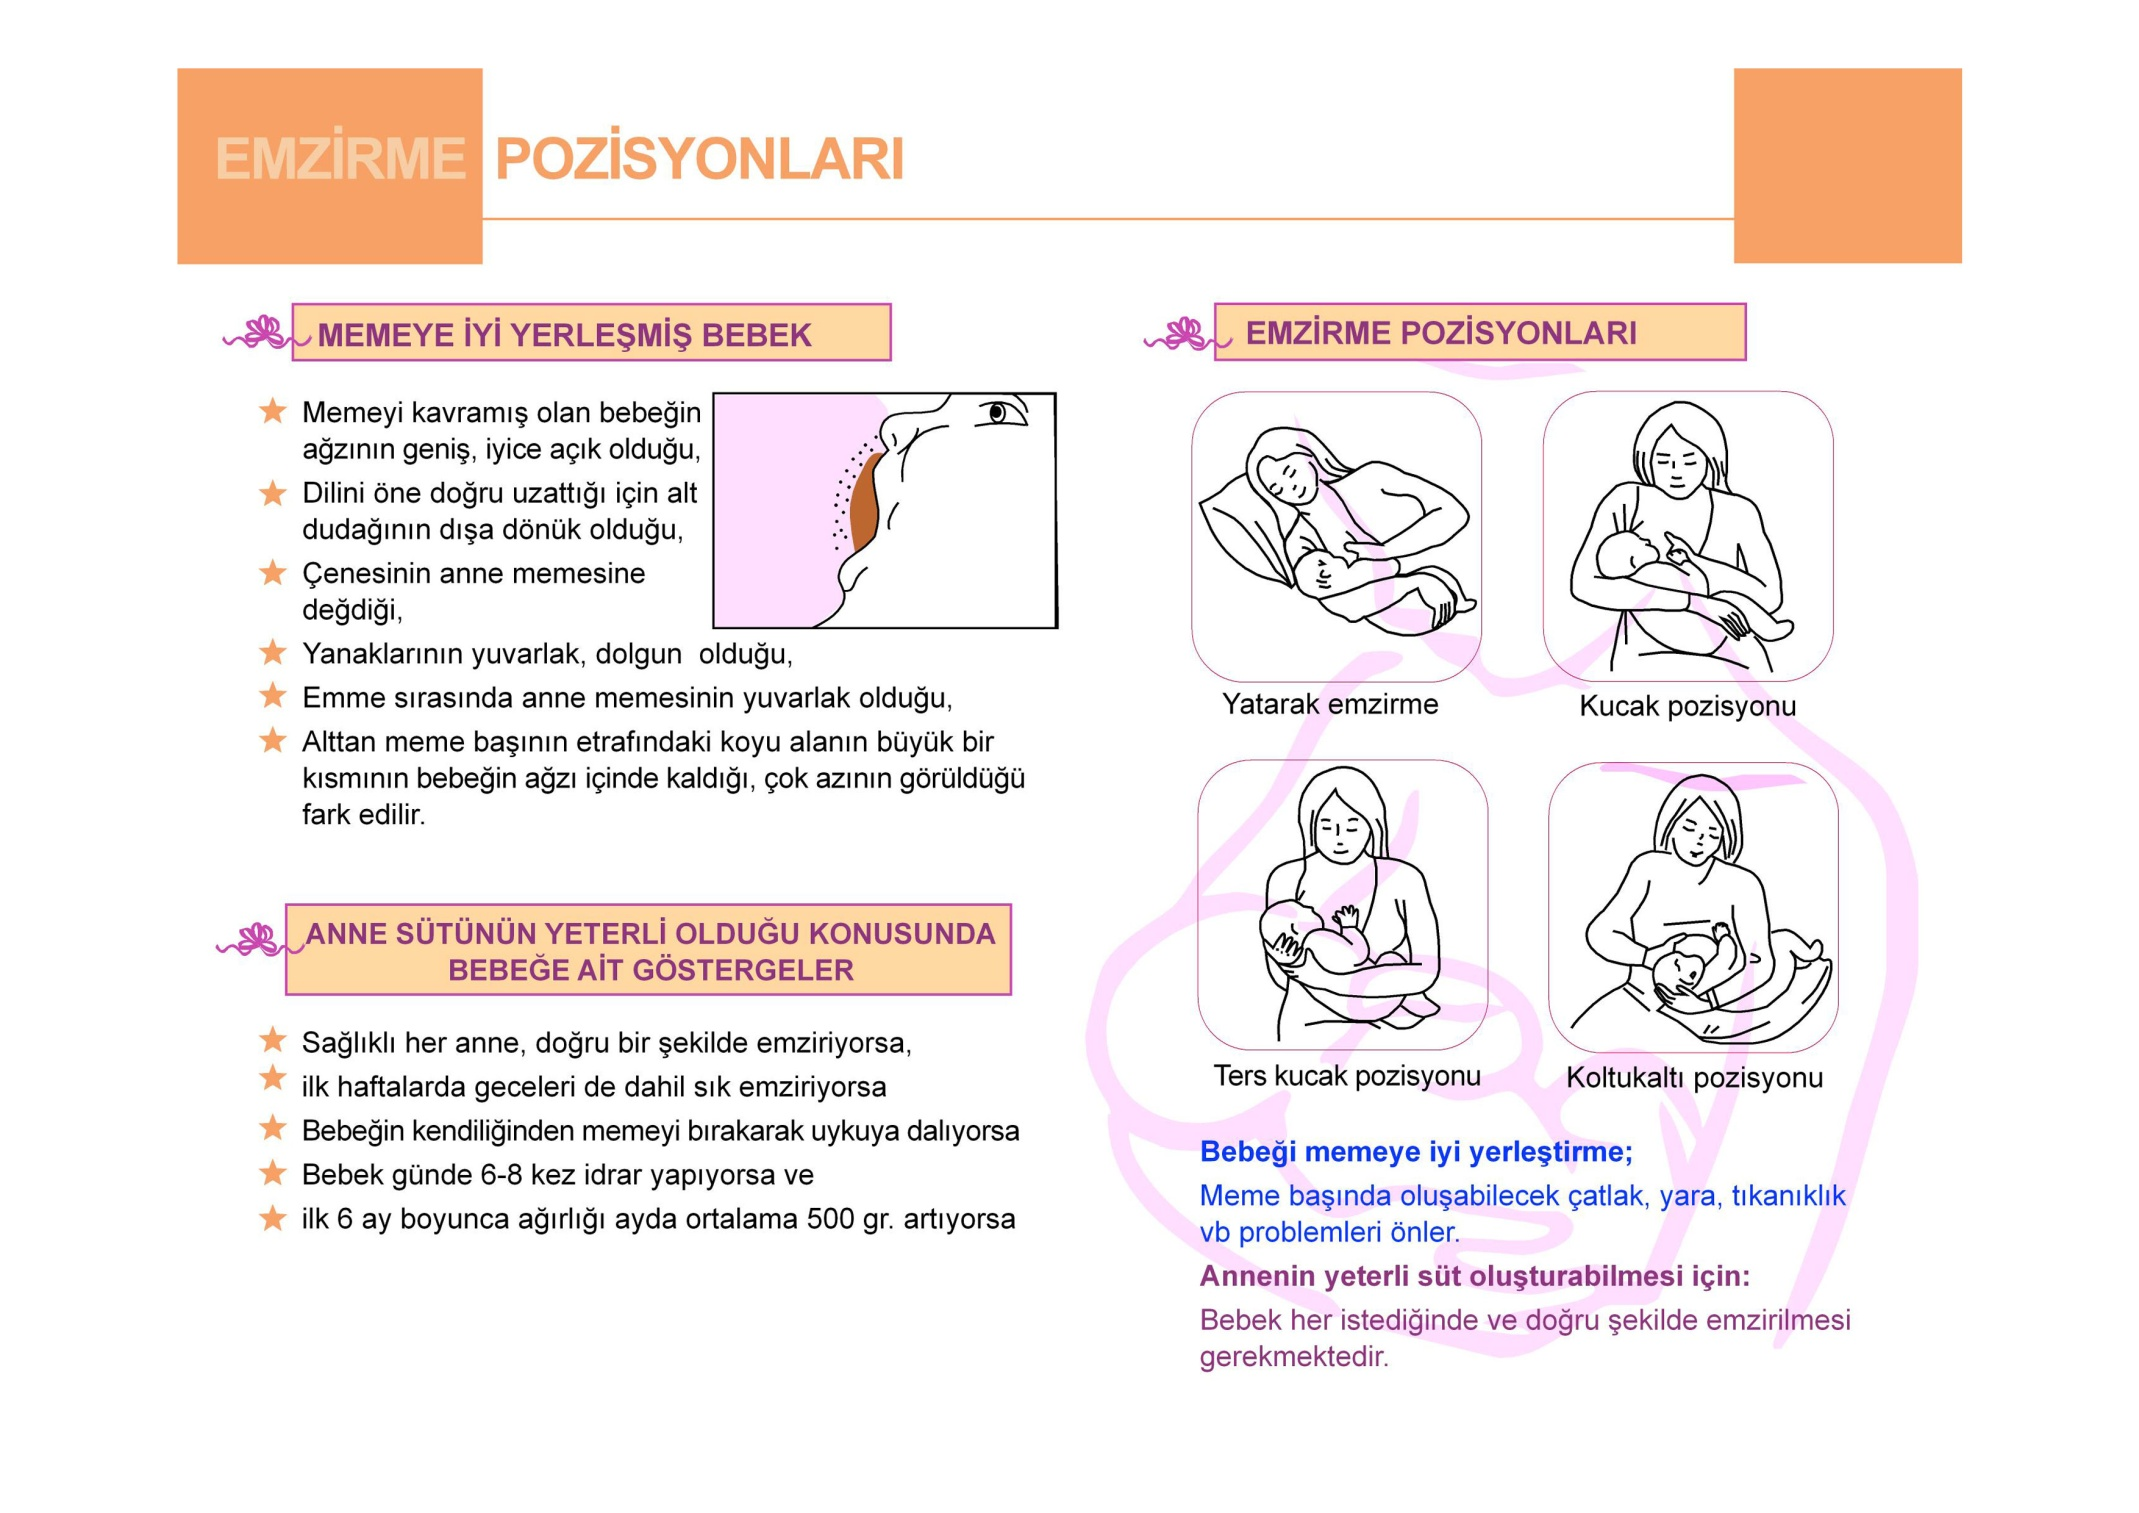 EMZİRME POZİSYONLARI
MEMEYE İYİ YERLEŞMİŞ BEBEK
Memeyi kavramış olan bebeğin
ağzının geniş, iyice açık olduğu,
Dilini öne doğru uzattığı için alt
dudağının dışa dönük olduğu,
Çenesinin anne memesine
değdiği,
Yanaklarının yuvarlak, dolgun olduğu,
Emme sırasında anne memesinin yuvarlak olduğu,
Alttan meme başının etrafındaki koyu alanın büyük bir
kısmının bebeğin ağzı içinde kaldığı, çok azının görüldüğü
fark edilir.
ANNE SÜTÜNÜN YETERLİ OLDUĞU KONUSUNDA
BEBEĞE AİT GÖSTERGELER
Sağlıklı her anne, doğru bir şekilde emziriyorsa,
ilk haftalarda geceleri de dahil sık emziriyorsa
Bebeğin kendiliğinden memeyi bırakarak uykuya dalıyorsa
Bebek günde 6-8 kez idrar yapıyorsa ve
ilk 6 ay boyunca ağırlığı ayda ortalama 500 gr. artıyorsa
EMZİRME POZİSYONLARI
Yatarak emzirme
Kucak pozisyonu
Ters kucak pozisyonu
Koltukaltı pozisyonu
Bebeği memeye iyi yerleştirme;
Meme başında oluşabilecek çatlak, yara, tıkanıklık
vb problemleri önler.
Annenin yeterli süt oluşturabilmesi için:
Bebek her istediğinde ve doğru şekilde emzirilmesi
gerekmektedir.